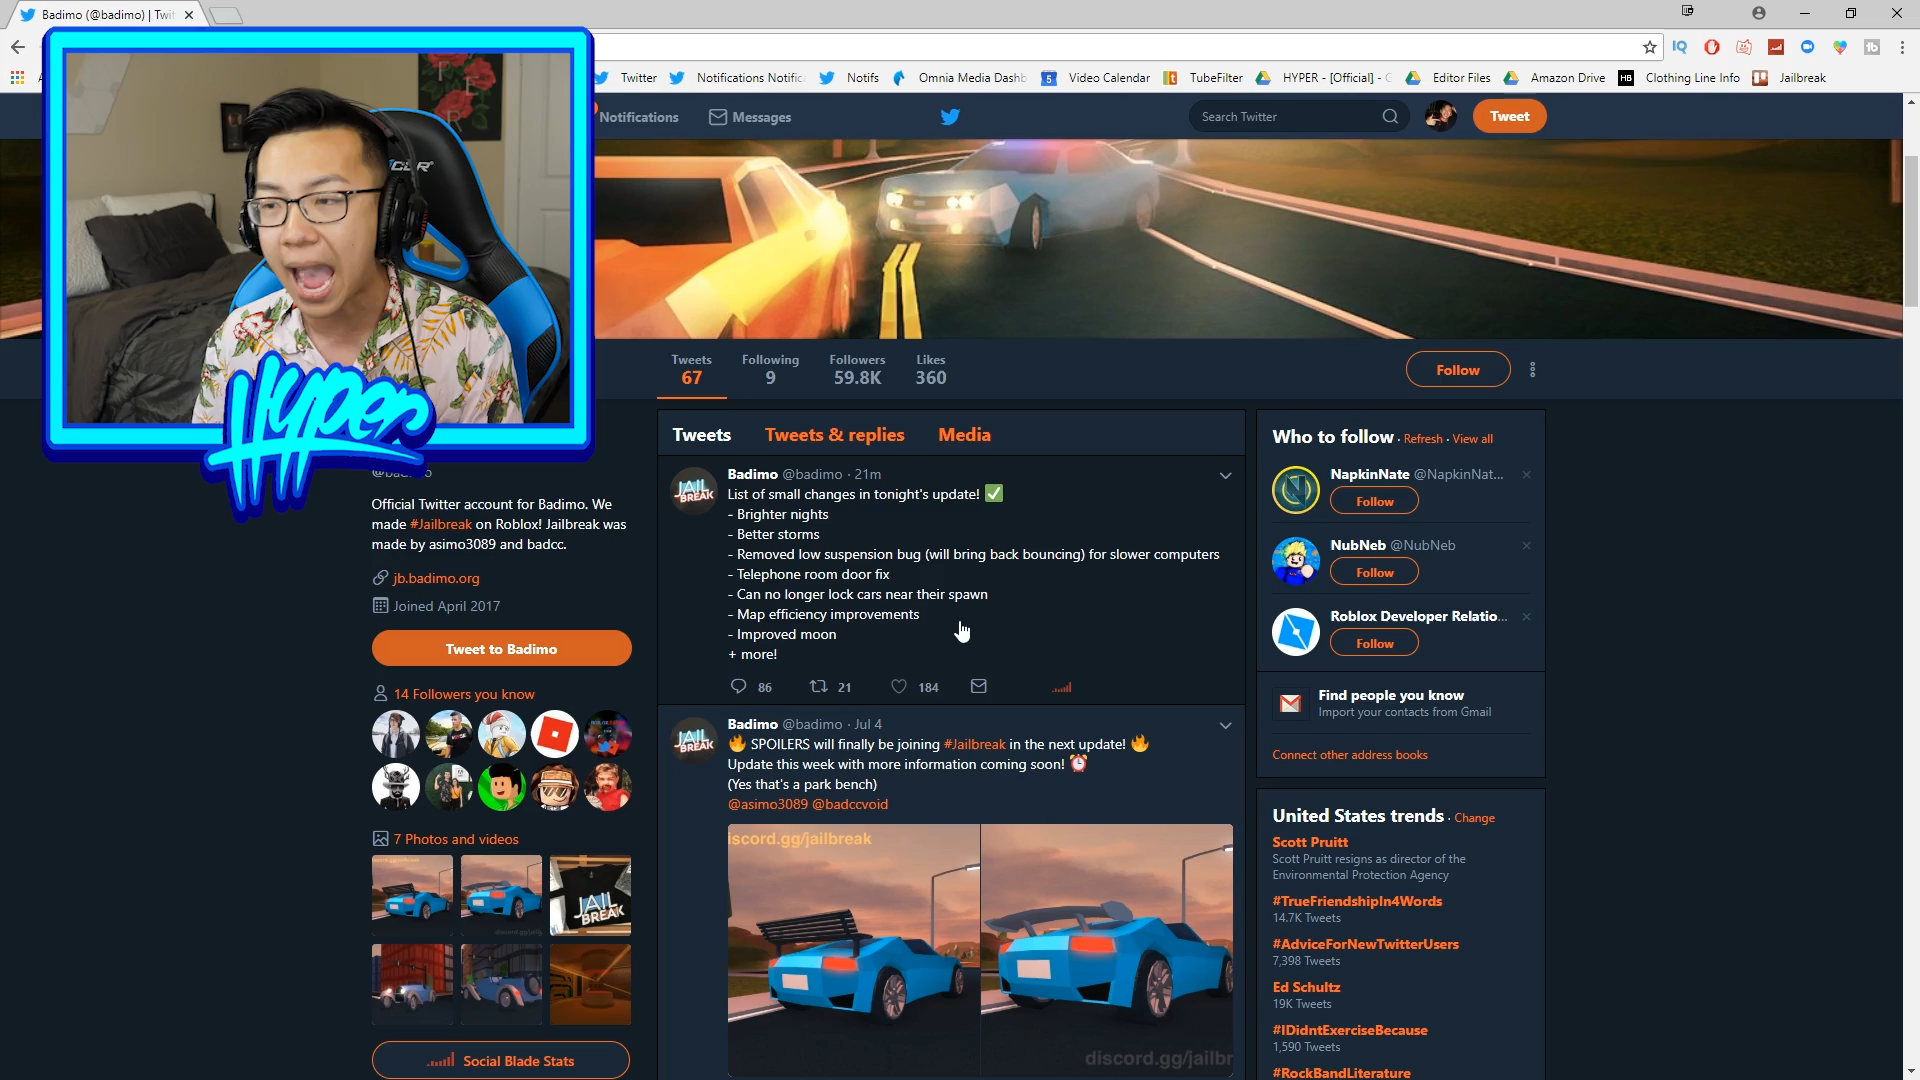 Badimo (@badimo) | Twit
Twitter
Notifications Notific
Notifs
Omnia Media Dashb
Video Calendar
TubeFilter
HYPER - [Official] - G
Editor Files
Amazon Drive
Clothing Line Info
Jailbreak
Notifications
Messages
Search Twitter
Tweet
Hyper
Tweets
67
Following
9
Followers
59.8K
Likes
360
Follow
Official Twitter account for Badimo. We
made #Jailbreak on Roblox! Jailbreak was
made by asimo3089 and badcc.
jb.badimo.org
Joined April 2017
Tweet to Badimo
14 Followers you know
7 Photos and videos
JAIL
BREAK
Social Blade Stats
Tweets
Tweets & replies
Media
JAIL
BREAK
Badimo @badimo · 21m
List of small changes in tonight's update! ✅
- Brighter nights
- Better storms
- Removed low suspension bug (will bring back bouncing) for slower computers
- Telephone room door fix
- Can no longer lock cars near their spawn
- Map efficiency improvements
- Improved moon
+ more!
86
21
184
JAIL
BREAK
Badimo @badimo · Jul 4
🔥 SPOILERS will finally be joining #Jailbreak in the next update! 🔥
Update this week with more information coming soon! ⏰
(Yes that's a park bench)
@asimo3089 @badccvoid
iscord.gg/jailbreak
discord.gg/jailbr
Who to follow · Refresh · View all
NapkinNate @NapkinNat...
Follow
NubNeb @NubNeb
Follow
Roblox Developer Relatio...
Follow
Find people you know
Import your contacts from Gmail
Connect other address books
United States trends · Change
Scott Pruitt
Scott Pruitt resigns as director of the
Environmental Protection Agency
#TrueFriendshipIn4Words
14.7K Tweets
#AdviceForNewTwitterUsers
7,398 Tweets
Ed Schultz
19K Tweets
#IDidntExerciseBecause
1,590 Tweets
#RockBandLiterature